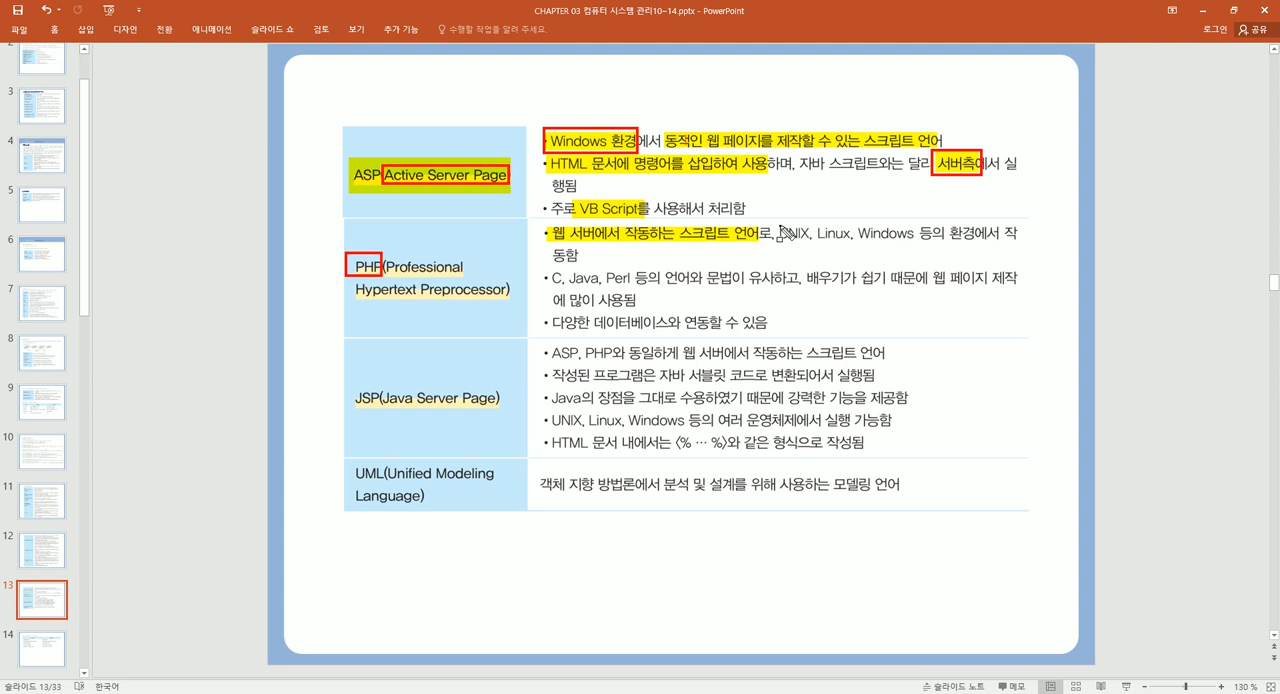 CHAPTER 03 컴퓨터 시스템 관리10~14.pptx - PowerPoint
파일 홈 삽입 디자인 전환 애니메이션 슬라이드 쇼 검토 보기 추가 기능 수행할 작업을 알려 주세요. 로그인 공유
2
3
4
5
6
7
8
9
10
11
12
13
14
ASP(Active Server Page)
• Windows 환경에서 동적인 웹 페이지를 제작할 수 있는 스크립트 언어
• HTML 문서에 명령어를 삽입하여 사용하며, 자바 스크립트와는 달리 서버측에서 실
행됨
• 주로 VB Script를 사용해서 처리함
PHP(Professional
Hypertext Preprocessor)
• 웹 서버에서 작동하는 스크립트 언어로, UNIX, Linux, Windows 등의 환경에서 작
동함
• C, Java, Perl 등의 언어와 문법이 유사하고, 배우기가 쉽기 때문에 웹 페이지 제작
에 많이 사용됨
• 다양한 데이터베이스와 연동할 수 있음
JSP(Java Server Page)
• ASP, PHP와 동일하게 웹 서버에서 작동하는 스크립트 언어
• 작성된 프로그램은 자바 서블릿 코드로 변환되어서 실행됨
• Java의 장점을 그대로 수용하였기 때문에 강력한 기능을 제공함
• UNIX, Linux, Windows 등의 여러 운영체제에서 실행 가능함
• HTML 문서 내에서는 〈% … %〉와 같은 형식으로 작성됨
UML(Unified Modeling
Language)
객체 지향 방법론에서 분석 및 설계를 위해 사용하는 모델링 언어
슬라이드 13/33 한국어 슬라이드 노트 메모 130 %